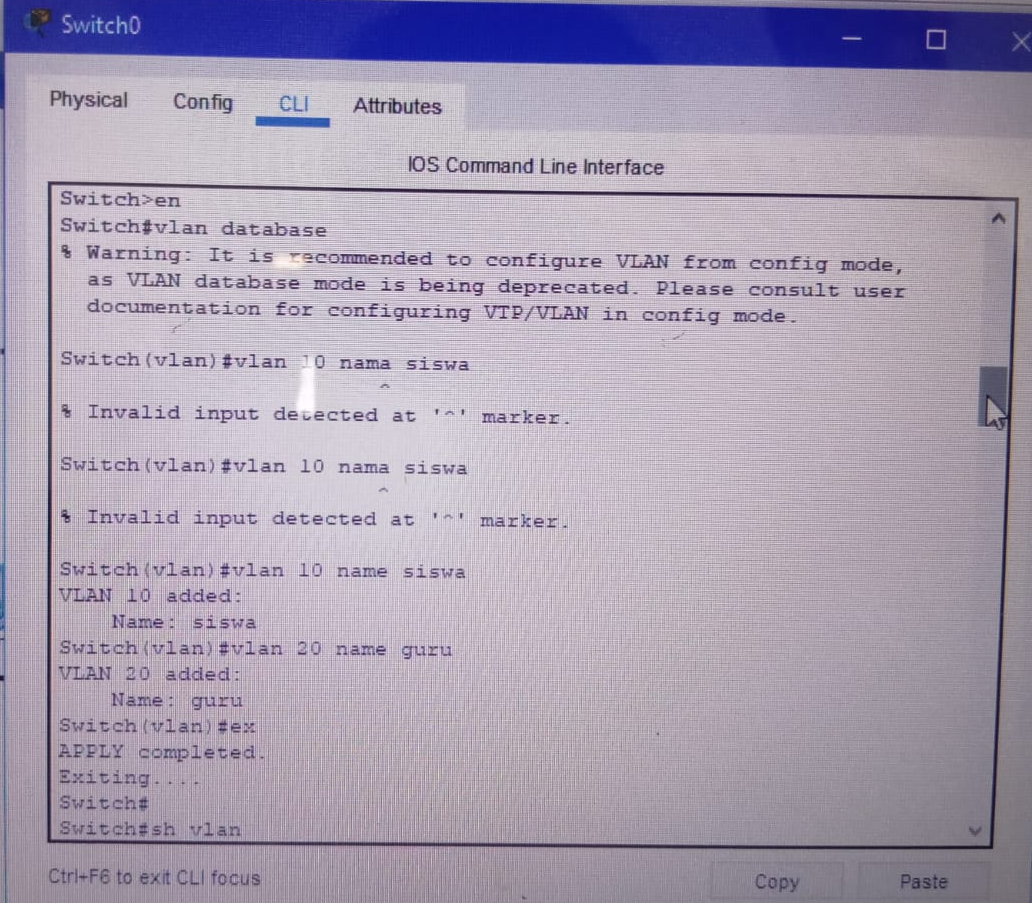 Switch0
Physical Config CLI Attributes
IOS Command Line Interface
Switch>en
Switch#vlan database
% Warning: It is recommended to configure VLAN from config mode,
as VLAN database mode is being deprecated. Please consult user
documentation for configuring VTP/VLAN in config mode.
Switch(vlan)#vlan 10 nama siswa
^
% Invalid input detected at '^' marker.
Switch(vlan)#vlan 10 nama siswa
^
% Invalid input detected at '^' marker.
Switch(vlan)#vlan 10 name siswa
VLAN 10 added:
Name: siswa
Switch(vlan)#vlan 20 name guru
VLAN 20 added:
Name: guru
Switch(vlan)#ex
APPLY completed.
Exiting....
Switch#
Switch#sh vlan
Ctrl+F6 to exit CLI focus
Copy Paste